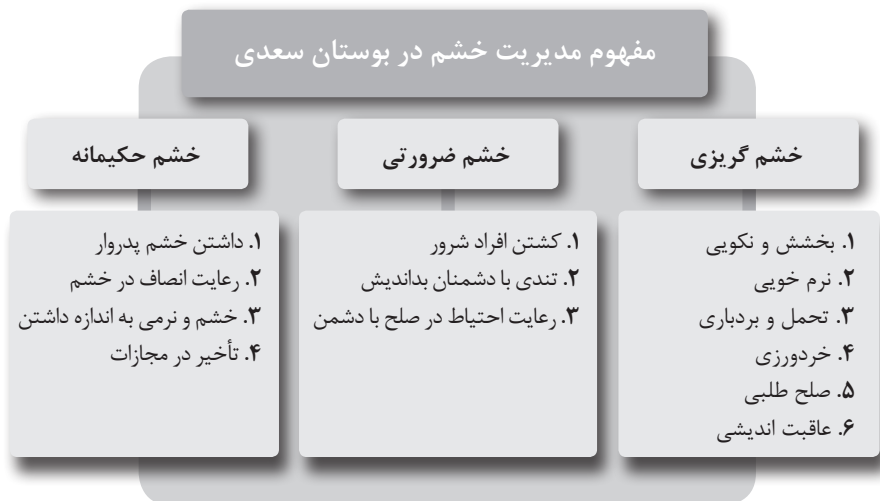 مفهوم مدیریت خشم در بوستان سعدی
خشم گریزی
۱. بخشش و نکویی
۲. نرم خویی
۳. تحمل و بردباری
۴. خردورزی
۵. صلح طلبی
۶. عاقبت اندیشی
خشم ضرورتی
۱. کشتن افراد شرور
۲. تندی با دشمنان بداندیش
۳. رعایت احتیاط در صلح با دشمن
خشم حکیمانه
۱. داشتن خشم پدروار
۲. رعایت انصاف در خشم
۳. خشم و نرمی به اندازه داشتن
۴. تأخیر در مجازات